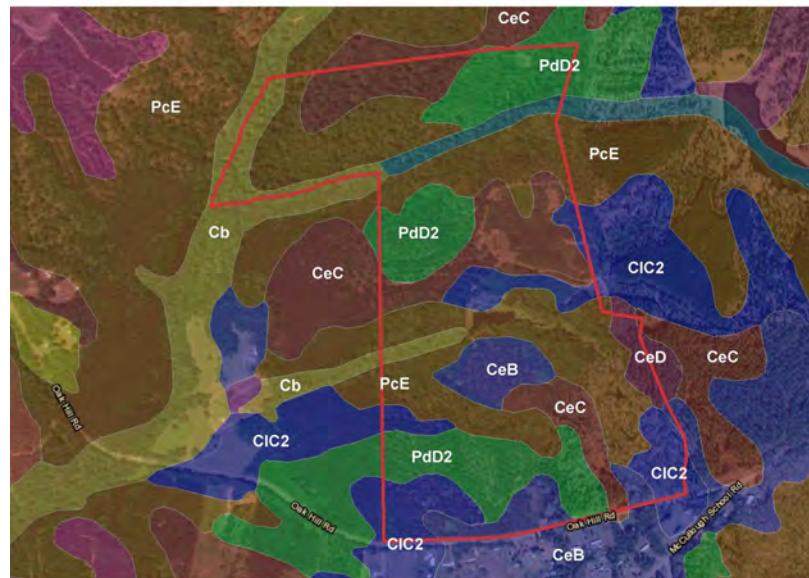 CeC
PdD2
PcE
PcE
Cb
PdD2
CeC
ClC2
CeD
CeC
CeB
Cb
PcE
CeC
Oak Hill Rd
ClC2
PdD2
ClC2
Oak Hill Rd
Oak Hill Rd
McCullough School Rd
ClC2
CeB